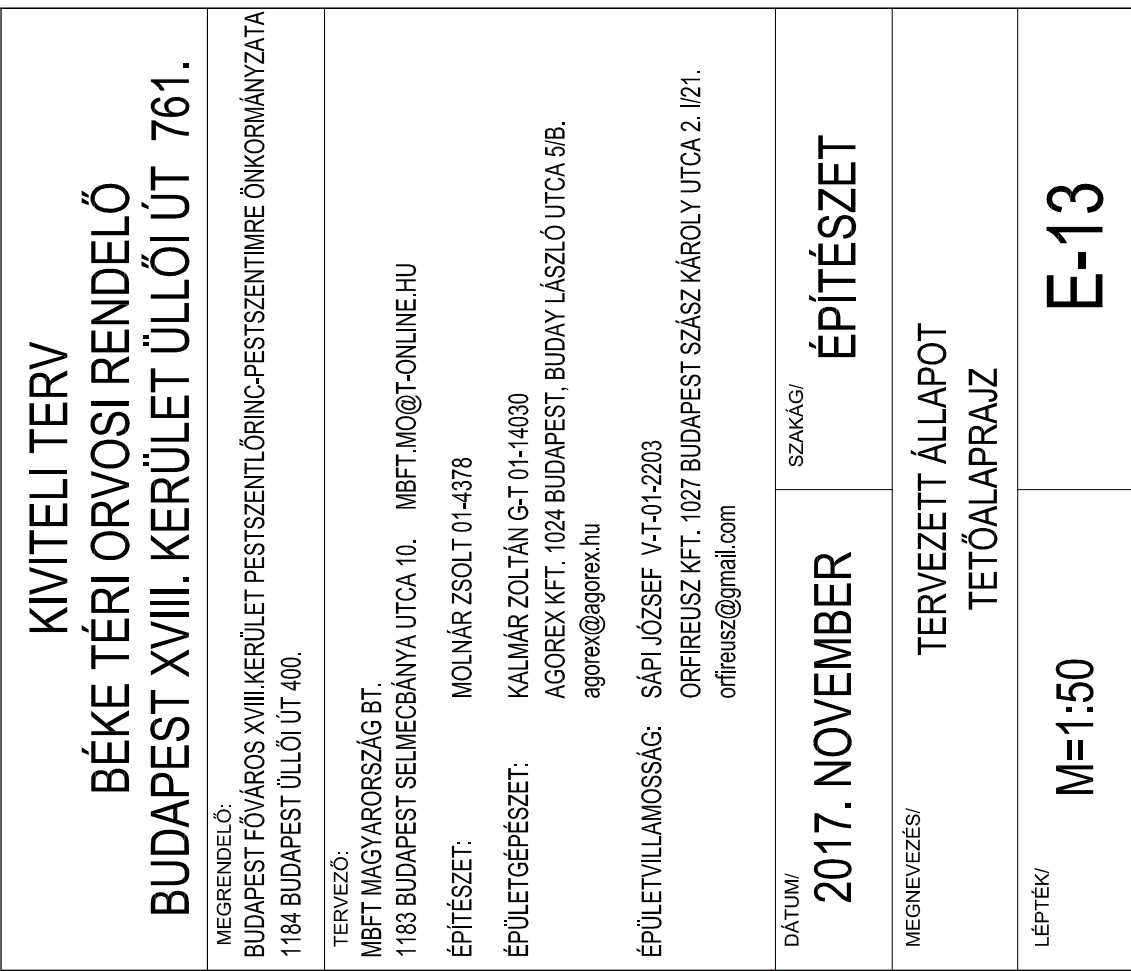 KIVITELI TERV
BÉKE TÉRI ORVOSI RENDELŐ
BUDAPEST XVIII. KERÜLET ÜLLŐI ÚT 761.
MEGRENDELŐ:
BUDAPEST FŐVÁROS XVIII.KERÜLET PESTSZENTLŐRINC-PESTSZENTIMRE ÖNKORMÁNYZATA
1184 BUDAPEST ÜLLŐI ÚT 400.
TERVEZŐ:
MBFT MAGYARORSZÁG BT.
1183 BUDAPEST SELMECBÁNYA UTCA 10. MBFT.MO@T-ONLINE.HU
ÉPÍTÉSZET: MOLNÁR ZSOLT 01-4378
ÉPÜLETGÉPÉSZET: KALMÁR ZOLTÁN G-T 01-14030
AGOREX KFT. 1024 BUDAPEST, BUDAY LÁSZLÓ UTCA 5/B.
agorex@agorex.hu
ÉPÜLETVILLAMOSSÁG: SÁPI JÓZSEF V-T-01-2203
ORFIREUSZ KFT. 1027 BUDAPEST SZÁSZ KÁROLY UTCA 2. I/21.
orfireusz@gmail.com
DÁTUM/
2017. NOVEMBER
SZAKÁG/
ÉPÍTÉSZET
MEGNEVEZÉS/
TERVEZETT ÁLLAPOT
TETŐALAPRAJZ
LÉPTÉK/
M=1:50
E-13